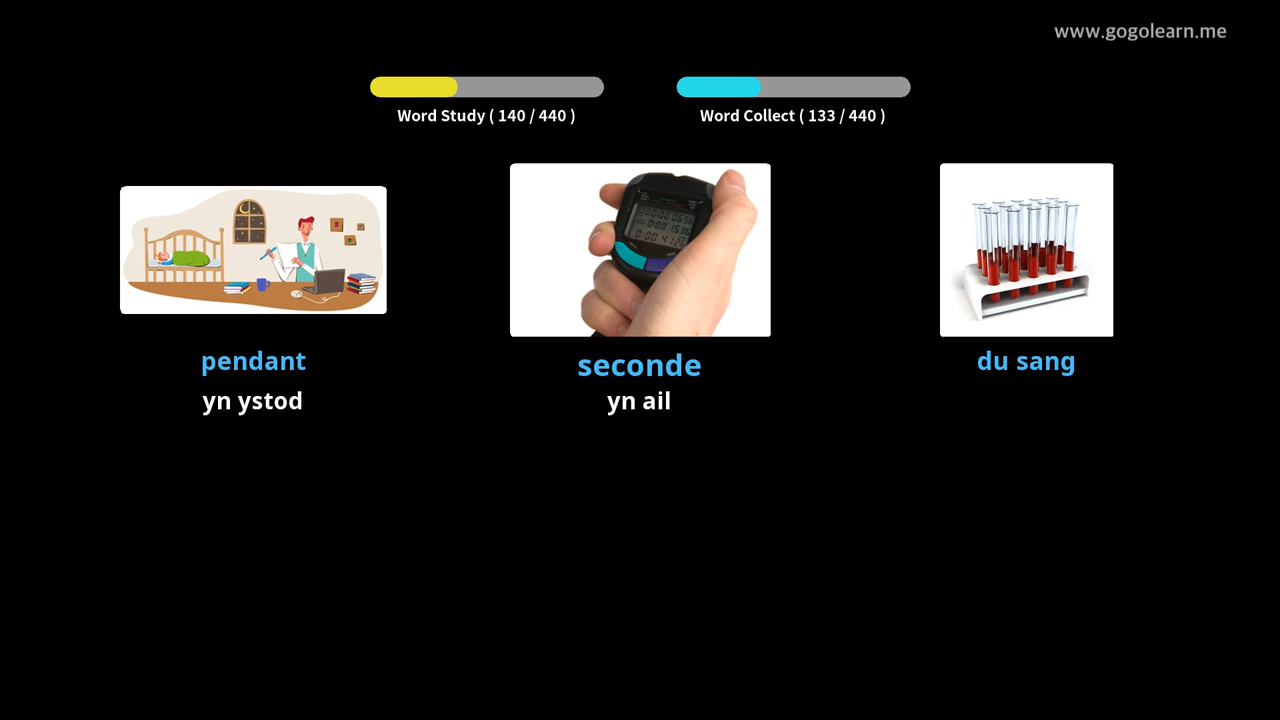 www.gogolearn.me
Word Study ( 140 / 440 )
Word Collect ( 133 / 440 )
pendant
yn ystod
seconde
yn ail
du sang